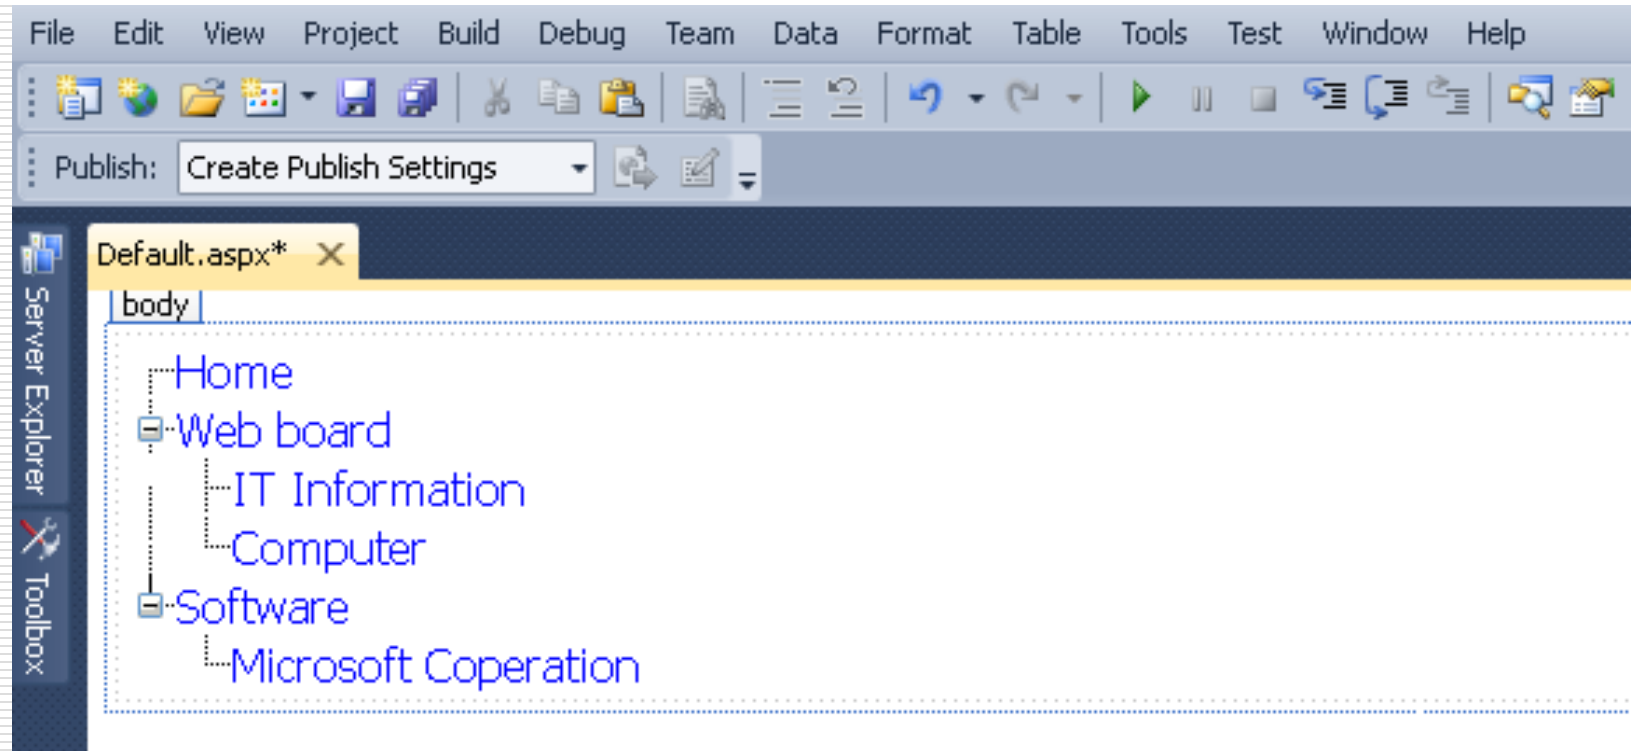 File Edit View Project Build Debug Team Data Format Table Tools Test Window Help
Publish: Create Publish Settings
Server Explorer
Toolbox
Default.aspx*
body
Home
Web board
IT Information
Computer
Software
Microsoft Coperation